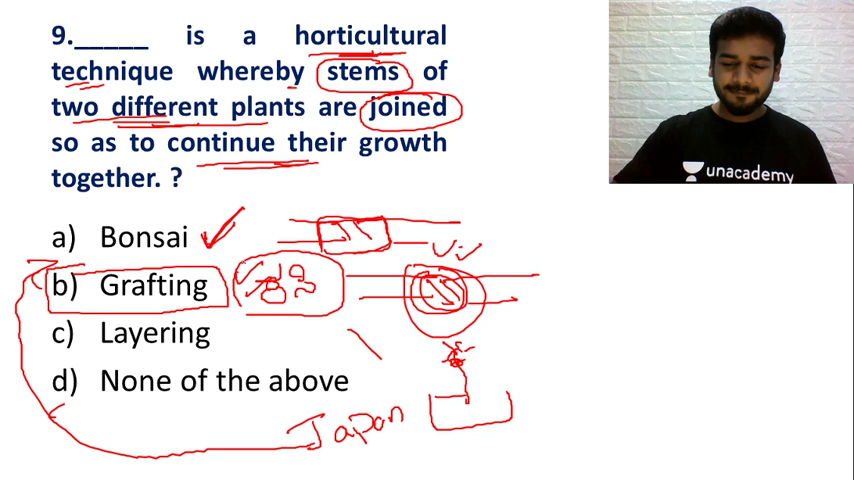 9._____ is a horticultural
technique whereby stems of
two different plants are joined
so as to continue their growth
together. ?
a) Bonsai
b) Grafting
c) Layering
d) None of the above
Japan
unacademy